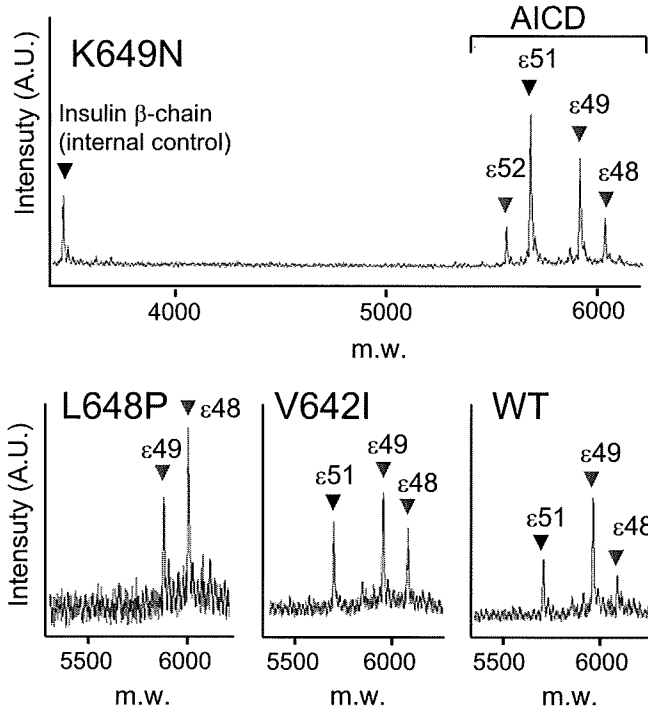 AICD
K649N
ε51
Insulin β-chain
(internal control)
ε49
ε52
ε48
Intensuty (A.U.)
4000
5000
6000
m.w.
L648P
V642I
WT
ε48
ε49
ε49
ε51
ε48
ε49
ε51
ε48
Intensuty (A.U.)
5500
6000
5500
6000
5500
6000
m.w.
m.w.
m.w.